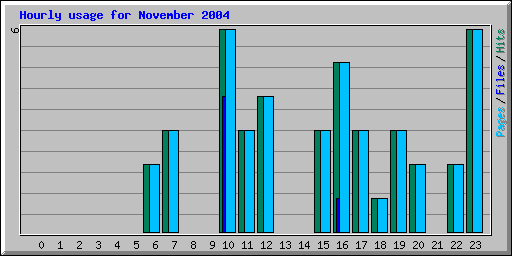 Hourly usage for November 2004
6
Pages/Files/Hits
0 1 2 3 4 5 6 7 8 9 10 11 12 13 14 15 16 17 18 19 20 21 22 23